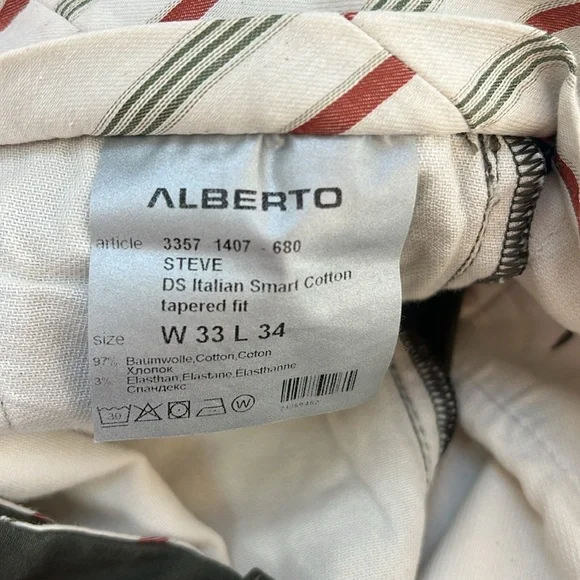 ALBERTO
article 3357 1407 - 680
STEVE
DS Italian Smart Cotton
tapered fit
size W 33 L 34
97% Baumwolle,Cotton,Coton
Хлопок
3% Elasthan,Elastane,Elasthanne
Спандекс
30 W